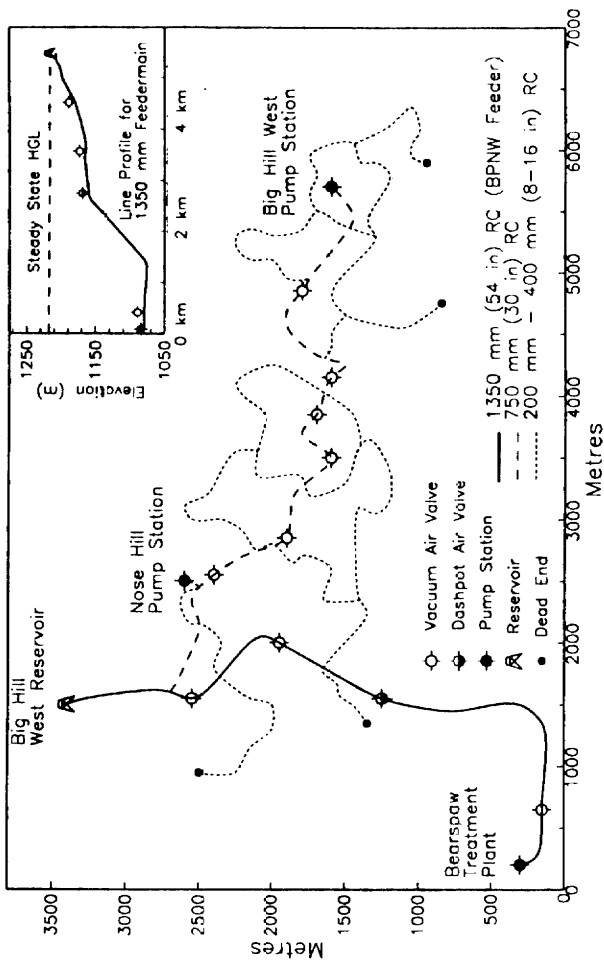 Big Hill
West Reservoir
Nose Hill
Pump Station
Big Hill West
Pump Station
Bearspaw
Treatment
Plant
Steady State HGL
Line Profile for
1350 mm Feedermain
Elevation (m)
1250
1150
1050
0 km
2 km
4 km
Vacuum Air Valve
Dashpot Air Valve
Pump Station
Reservoir
Dead End
1350 mm (54 in) RC (BPNW Feeder)
750 mm (30 in) RC
200 mm - 400 mm (8-16 in) RC
Metres
3500
3000
2500
2000
1500
1000
500
0
0
1000
2000
3000
4000
5000
6000
7000
Metres